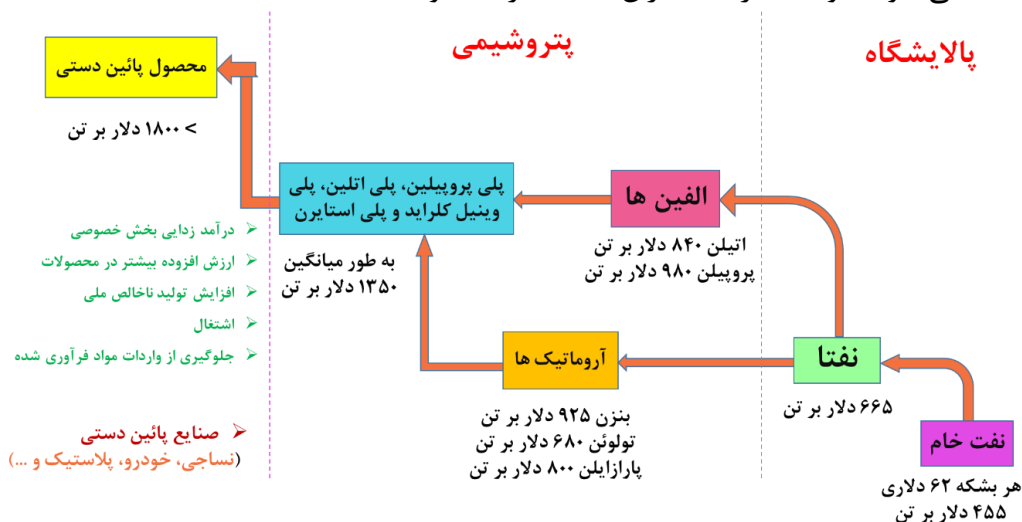 پالایشگاه
پتروشیمی
محصول پائین دستی
> ۱۸۰۰ دلار بر تن
پلی پروپیلین، پلی اتلین، پلی
وینیل کلراید و پلی استایرن
به طور میانگین
۱۳۵۰ دلار بر تن
الفین ها
اتیلن ۸۴۰ دلار بر تن
پروپیلن ۹۸۰ دلار بر تن
آروماتیک ها
بنزن ۹۲۵ دلار بر تن
تولوئن ۶۸۰ دلار بر تن
پارازایلن ۸۰۰ دلار بر تن
نفتا
۶۶۵ دلار بر تن
نفت خام
هر بشکه ۶۲ دلاری
۴۵۵ دلار بر تن
درآمد زدایی بخش خصوصی
ارزش افزوده بیشتر در محصولات
افزایش تولید ناخالص ملی
اشتغال
جلوگیری از واردات مواد فرآوری شده
صنایع پائین دستی
(نساجی، خودرو، پلاستیک و ...)